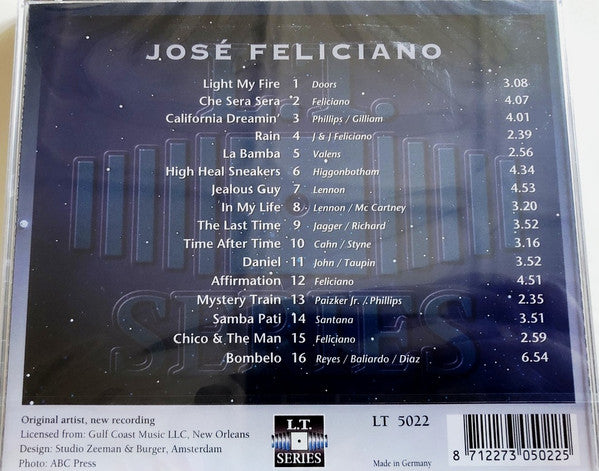 JOSÉ FELICIANO
Light My Fire 1 Doors 3.08
Che Sera Sera 2 Feliciano 4.07
California Dreamin' 3 Phillips / Gilliam 4.01
Rain 4 J & J Feliciano 2.39
La Bamba 5 Valens 2.56
High Heal Sneakers 6 Higgonbotham 4.34
Jealous Guy 7 Lennon 4.53
In My Life 8 Lennon / Mc Cartney 3.20
The Last Time 9 Jagger / Richard 3.52
Time After Time 10 Cahn / Styne 3.16
Daniel 11 John / Taupin 3.52
Affirmation 12 Feliciano 4.51
Mystery Train 13 Paizker Jr. / Phillips 2.35
Samba Pati 14 Santana 3.51
Chico & The Man 15 Feliciano 2.59
Bombelo 16 Reyes / Baliardo / Diaz 6.54
SERIES
Original artist, new recording
Licensed from: Gulf Coast Music LLC, New Orleans
Design: Studio Zeeman & Burger, Amsterdam
Photo: ABC Press
L.T.
SERIES
LT 5022
Made in Germany
8 712273 050225